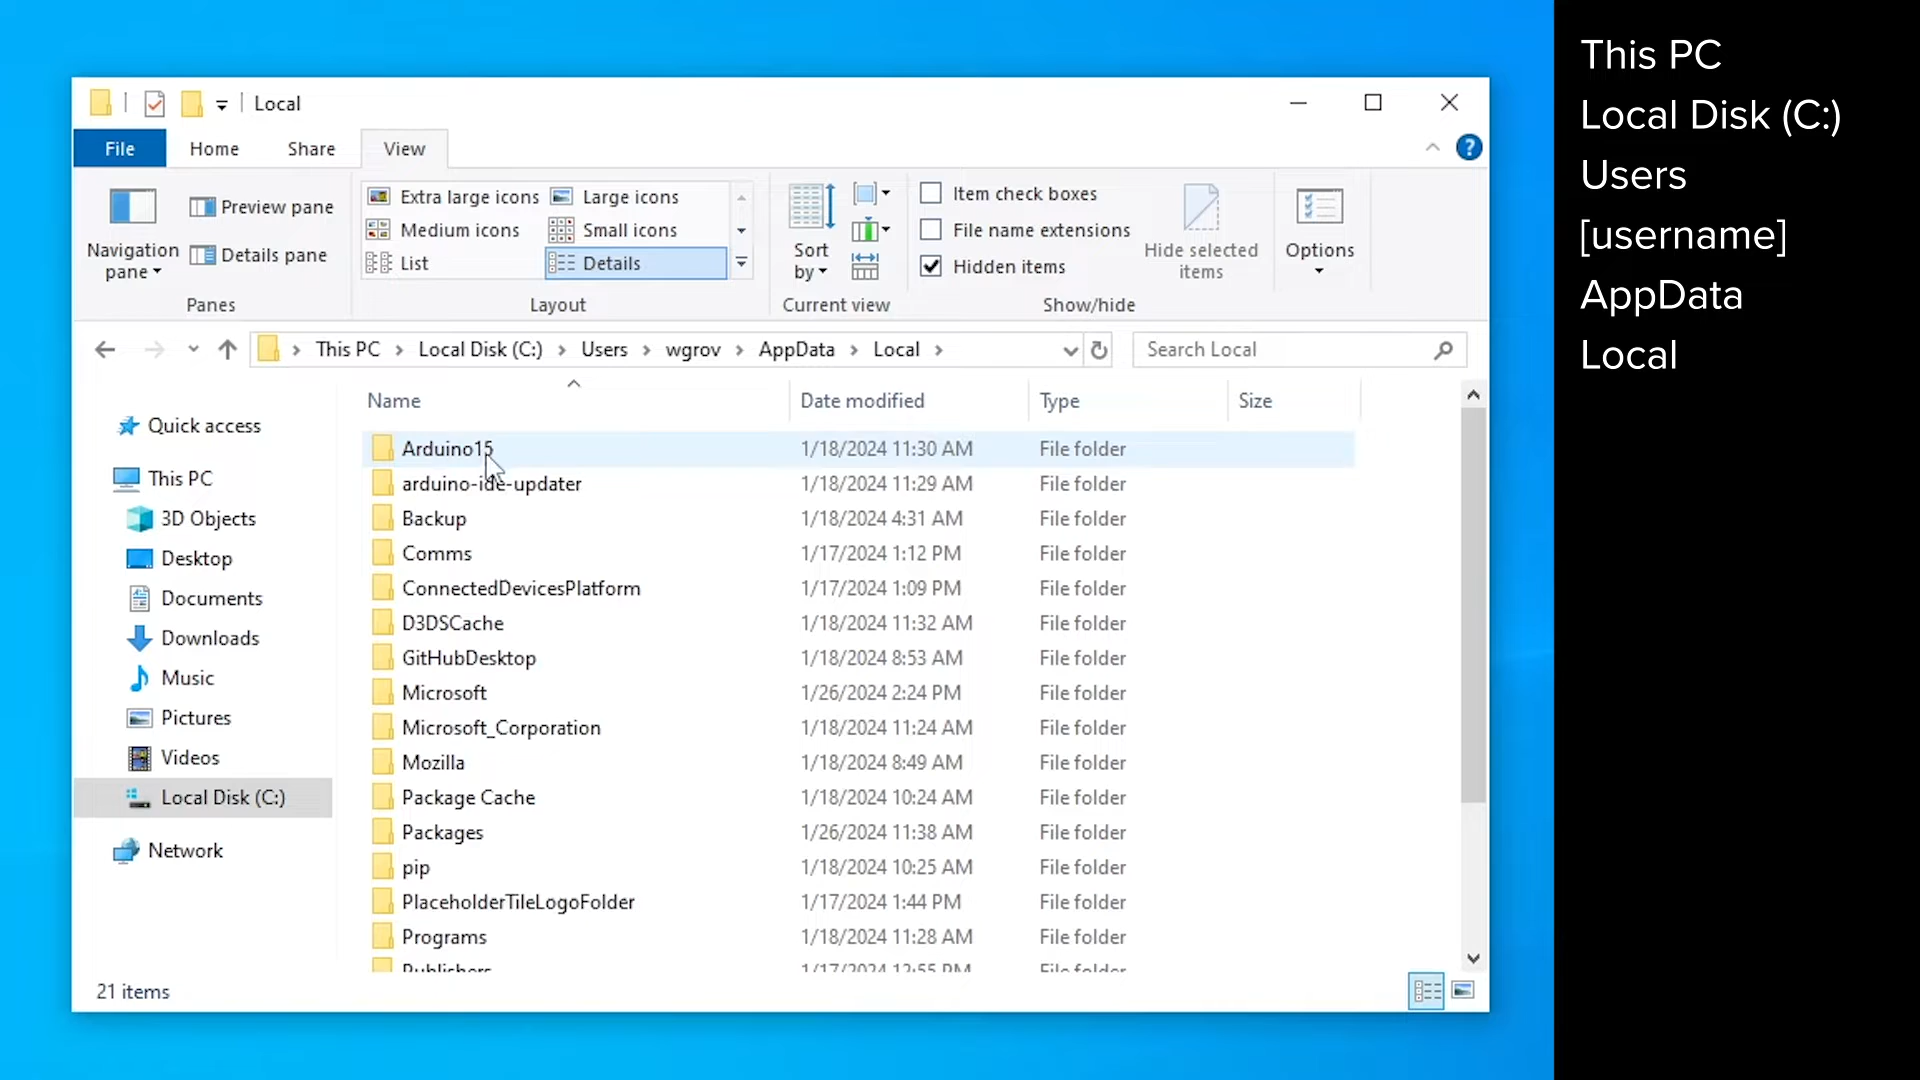 Local
File Home Share View
Navigation pane
Preview pane
Details pane
Panes
Extra large icons Large icons
Medium icons Small icons
List Details
Layout
Sort by
Current view
Item check boxes
File name extensions
Hidden items
Hide selected items
Show/hide
Options
This PC Local Disk (C:) Users wgrov AppData Local
Search Local
Quick access
This PC
3D Objects
Desktop
Documents
Downloads
Music
Pictures
Videos
Local Disk (C:)
Network
Name Date modified Type Size
Arduino15 1/18/2024 11:30 AM File folder
arduino-ide-updater 1/18/2024 11:29 AM File folder
Backup 1/18/2024 4:31 AM File folder
Comms 1/17/2024 1:12 PM File folder
ConnectedDevicesPlatform 1/17/2024 1:09 PM File folder
D3DSCache 1/18/2024 11:32 AM File folder
GitHubDesktop 1/18/2024 8:53 AM File folder
Microsoft 1/26/2024 2:24 PM File folder
Microsoft_Corporation 1/18/2024 11:24 AM File folder
Mozilla 1/18/2024 8:49 AM File folder
Package Cache 1/18/2024 10:24 AM File folder
Packages 1/26/2024 11:38 AM File folder
pip 1/18/2024 10:25 AM File folder
PlaceholderTileLogoFolder 1/17/2024 1:44 PM File folder
Programs 1/18/2024 11:28 AM File folder
Publishers 1/17/2024 12:55 PM File folder
21 items
This PC
Local Disk (C:)
Users
[username]
AppData
Local